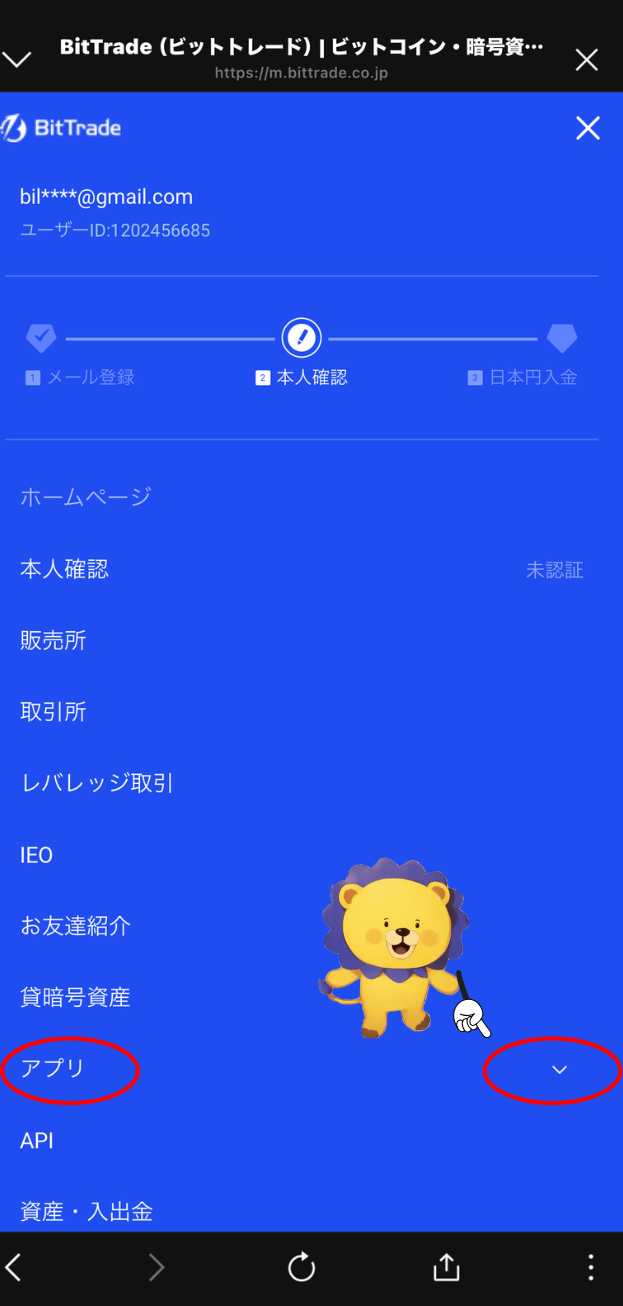 BitTrade（ビットトレード）| ビットコイン・暗号資…
https://m.bittrade.co.jp
BitTrade
bil****@gmail.com
ユーザーID:1202456685
1 メール登録
2 本人確認
3 日本円入金
ホームページ
本人確認 未認証
販売所
取引所
レバレッジ取引
IEO
お友達紹介
貸暗号資産
アプリ
API
資産・入出金